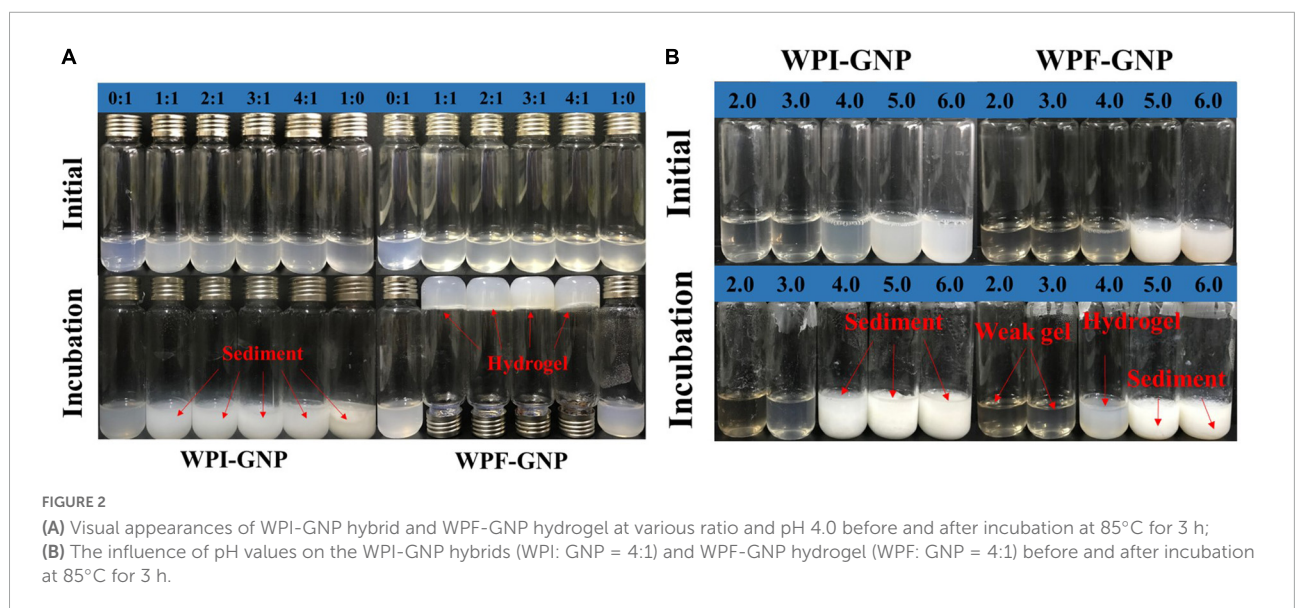 A
0:1 1:1 2:1 3:1 4:1 1:0 0:1 1:1 2:1 3:1 4:1 1:0
Initial
Incubation
Sediment
Hydrogel
WPI-GNP WPF-GNP
B
WPI-GNP WPF-GNP
2.0 3.0 4.0 5.0 6.0 2.0 3.0 4.0 5.0 6.0
Initial
2.0 3.0 4.0 5.0 6.0 2.0 3.0 4.0 5.0 6.0
Incubation
Sediment
Weak gel
Hydrogel
Sediment
FIGURE 2
(A) Visual appearances of WPI-GNP hybrid and WPF-GNP hydrogel at various ratio and pH 4.0 before and after incubation at 85°C for 3 h;
(B) The influence of pH values on the WPI-GNP hybrids (WPI: GNP = 4:1) and WPF-GNP hydrogel (WPF: GNP = 4:1) before and after incubation
at 85°C for 3 h.